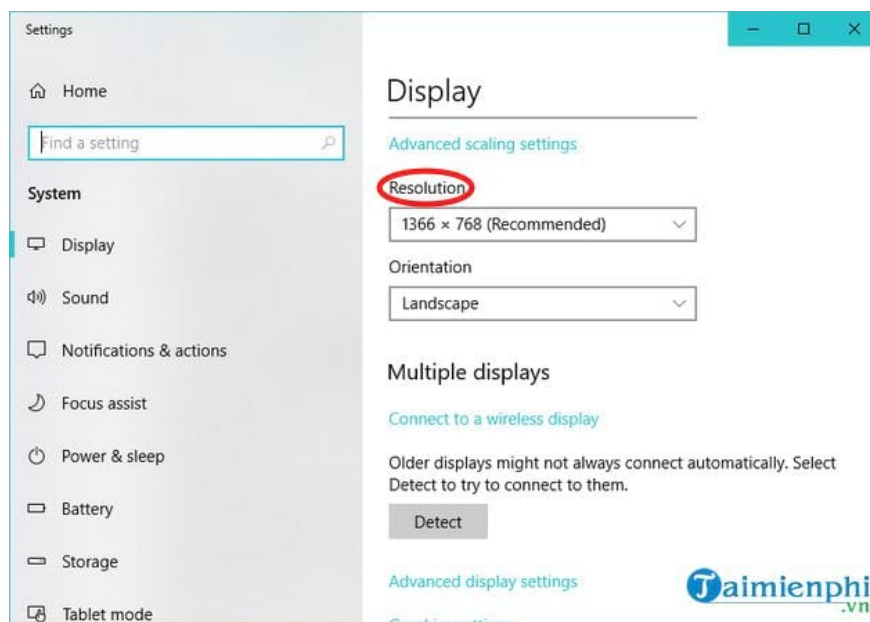 Settings
Home
Find a setting
System
Display
Sound
Notifications & actions
Focus assist
Power & sleep
Battery
Storage
Tablet mode
Display
Advanced scaling settings
Resolution
1366 × 768 (Recommended)
Orientation
Landscape
Multiple displays
Connect to a wireless display
Older displays might not always connect automatically. Select
Detect to try to connect to them.
Detect
Advanced display settings
Taimienphi
.vn